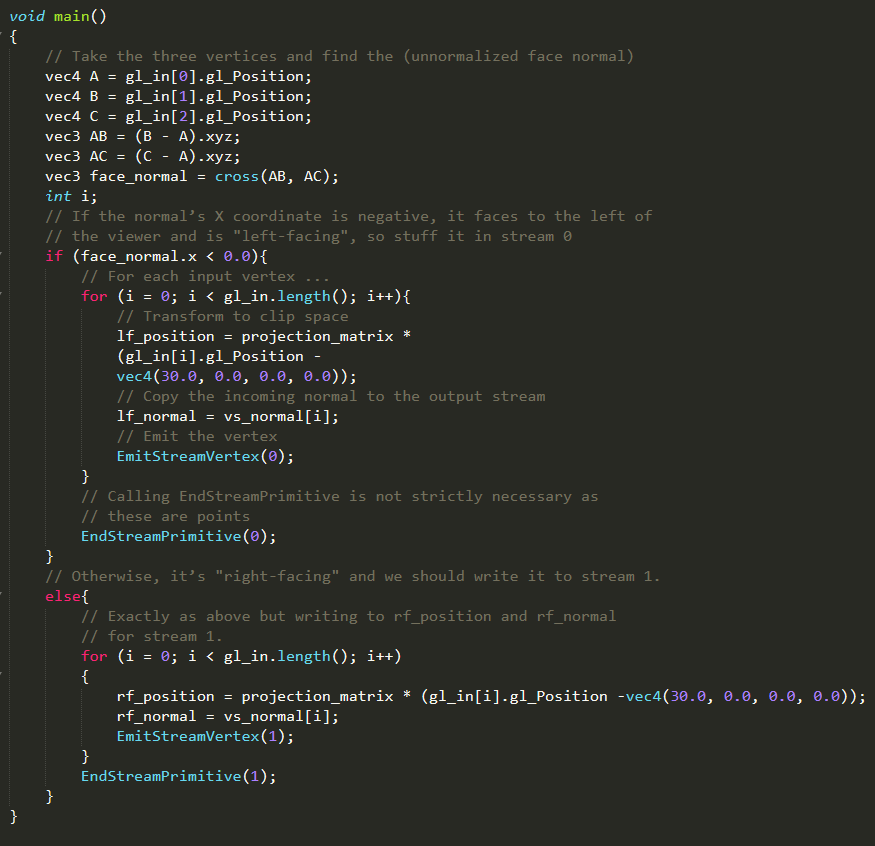 void main()
{
    // Take the three vertices and find the (unnormalized face normal)
    vec4 A = gl_in[0].gl_Position;
    vec4 B = gl_in[1].gl_Position;
    vec4 C = gl_in[2].gl_Position;
    vec3 AB = (B - A).xyz;
    vec3 AC = (C - A).xyz;
    vec3 face_normal = cross(AB, AC);
    int i;
    // If the normal’s X coordinate is negative, it faces to the left of
    // the viewer and is "left-facing", so stuff it in stream 0
    if (face_normal.x < 0.0){
        // For each input vertex ...
        for (i = 0; i < gl_in.length(); i++){
            // Transform to clip space
            lf_position = projection_matrix *
            (gl_in[i].gl_Position -
            vec4(30.0, 0.0, 0.0, 0.0));
            // Copy the incoming normal to the output stream
            lf_normal = vs_normal[i];
            // Emit the vertex
            EmitStreamVertex(0);
        }
        // Calling EndStreamPrimitive is not strictly necessary as
        // these are points
        EndStreamPrimitive(0);
    }
    // Otherwise, it’s "right-facing" and we should write it to stream 1.
    else{
        // Exactly as above but writing to rf_position and rf_normal
        // for stream 1.
        for (i = 0; i < gl_in.length(); i++)
        {
            rf_position = projection_matrix * (gl_in[i].gl_Position -vec4(30.0, 0.0, 0.0, 0.0));
            rf_normal = vs_normal[i];
            EmitStreamVertex(1);
        }
        EndStreamPrimitive(1);
    }
}